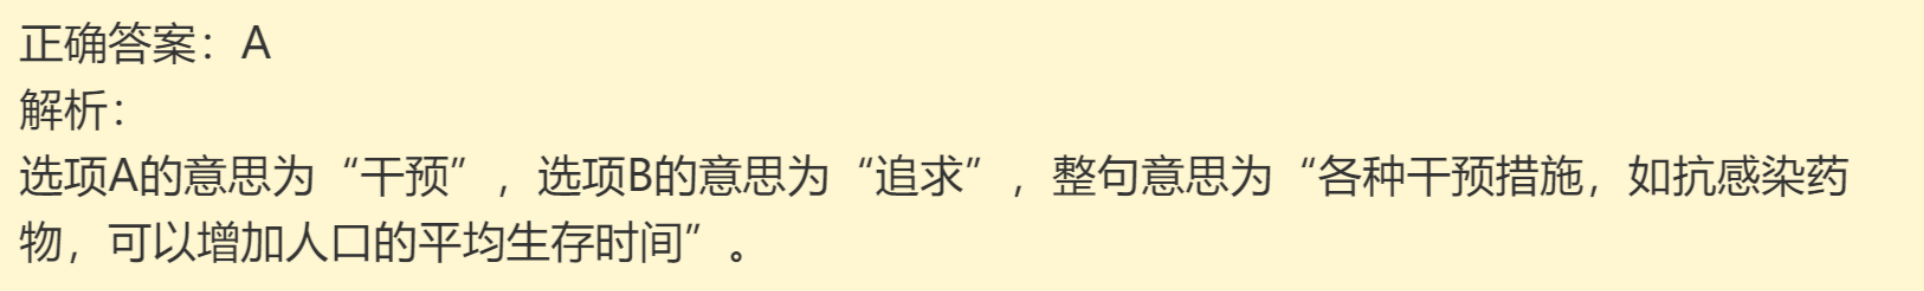 正确答案：A
解析：
选项A的意思为“干预”，选项B的意思为“追求”，整句意思为“各种干预措施，如抗感染药
物，可以增加人口的平均生存时间”。